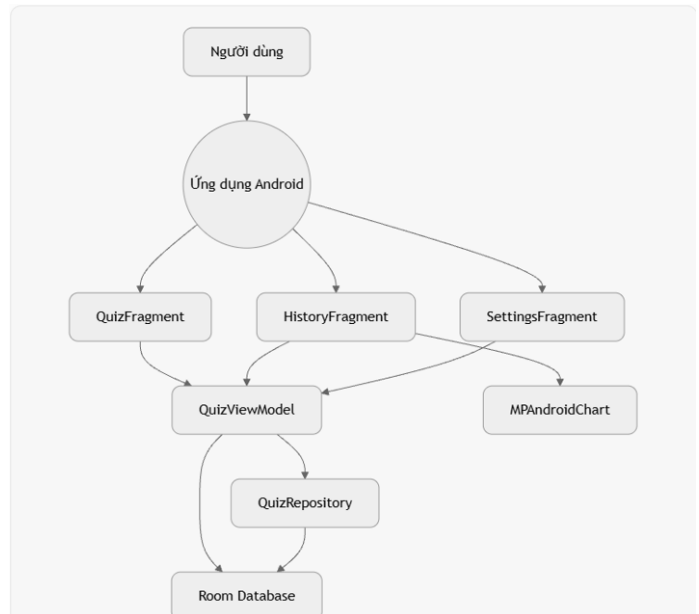 Người dùng
Ứng dụng Android
QuizFragment
HistoryFragment
SettingsFragment
QuizViewModel
MPAndroidChart
QuizRepository
Room Database